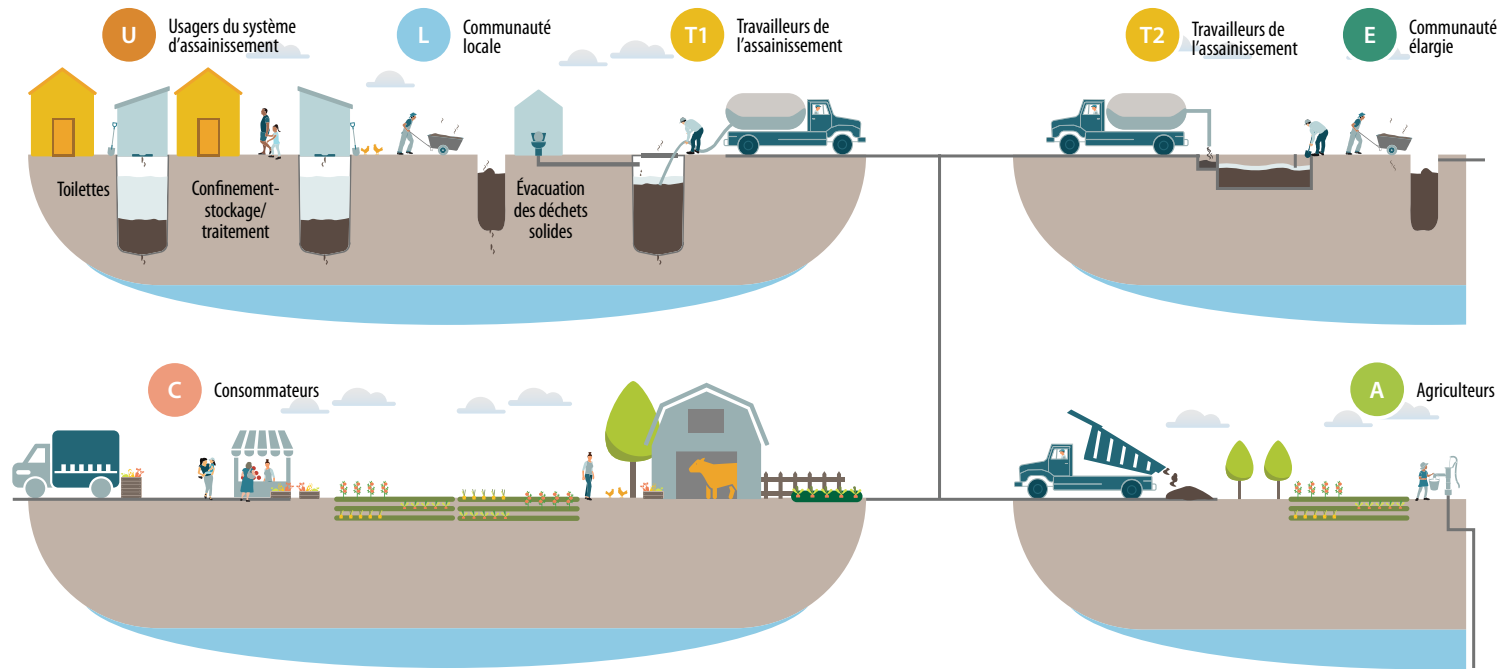 U
Usagers du système
d'assainissement
L
Communauté
locale
T1
Travailleurs de
l'assainissement
T2
Travailleurs de
l'assainissement
E
Communauté
élargie
Toilettes
Confinement-
stockage/
traitement
Évacuation
des déchets
solides
C
Consommateurs
A
Agriculteurs